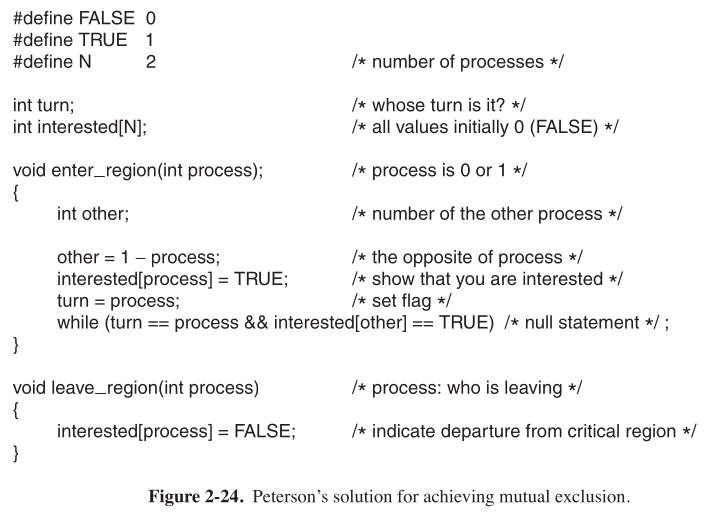 #define FALSE 0
#define TRUE 1
#define N 2 /* number of processes */
int turn; /* whose turn is it? */
int interested[N]; /* all values initially 0 (FALSE) */
void enter_region(int process); /* process is 0 or 1 */
{
int other; /* number of the other process */
other = 1 − process; /* the opposite of process */
interested[process] = TRUE; /* show that you are interested */
turn = process; /* set flag */
while (turn == process && interested[other] == TRUE) /* null statement */ ;
}
void leave_region(int process) /* process: who is leaving */
{
interested[process] = FALSE; /* indicate departure from critical region */
}
Figure 2-24. Peterson’s solution for achieving mutual exclusion.